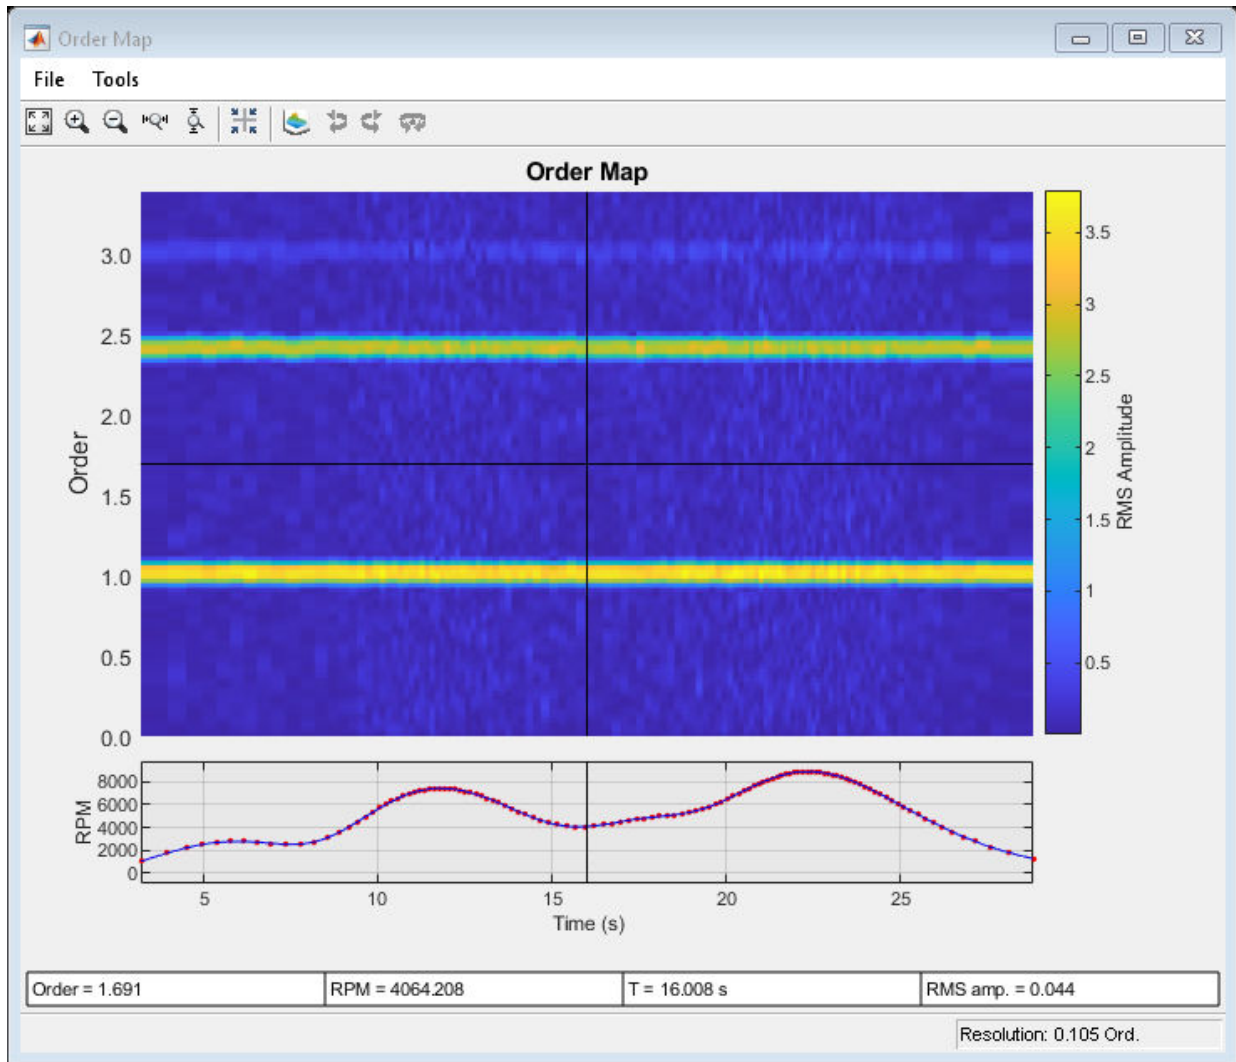 Order Map
File Tools
Order Map
3.0
2.5
2.0
1.5
1.0
0.5
0.0
Order
3.5
3
2.5
2
1.5
1
0.5
RMS Amplitude
8000
6000
4000
2000
0
RPM
5 10 15 20 25
Time (s)
Order = 1.691 RPM = 4064.208 T = 16.008 s RMS amp. = 0.044
Resolution: 0.105 Ord.